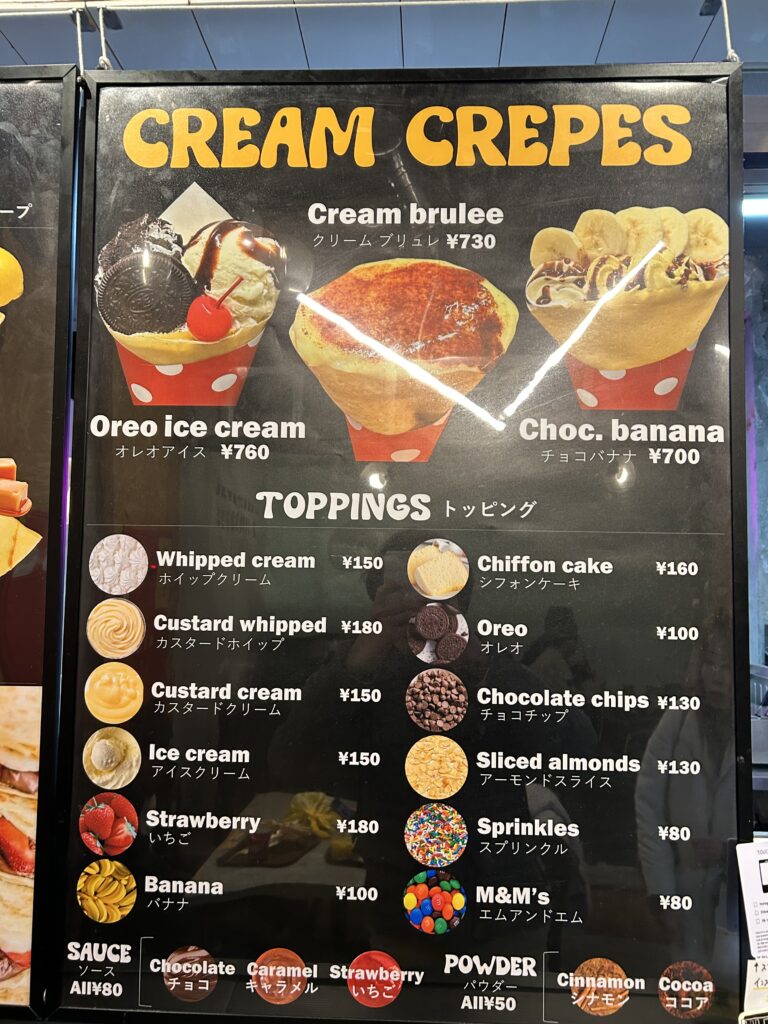 ープ
CREAM CREPES
Cream brulee
クリーム ブリュレ ¥730
Oreo ice cream
オレオアイス ¥760
Choc. banana
チョコバナナ ¥700
TOPPINGS トッピング
Whipped cream ¥150
ホイップクリーム
Custard whipped ¥180
カスタードホイップ
Custard cream ¥150
カスタードクリーム
Ice cream ¥150
アイスクリーム
Strawberry ¥180
いちご
Banana ¥100
バナナ
Chiffon cake ¥160
シフォンケーキ
Oreo ¥100
オレオ
Chocolate chips ¥130
チョコチップ
Sliced almonds ¥130
アーモンドスライス
Sprinkles ¥80
スプリンクル
M&M's ¥80
エムアンドエム
SAUCE
ソース
All¥80
Chocolate
チョコ
Caramel
キャラメル
Strawberry
いちご
POWDER
パウダー
All¥50
Cinnamon
シナモン
Cocoa
ココア